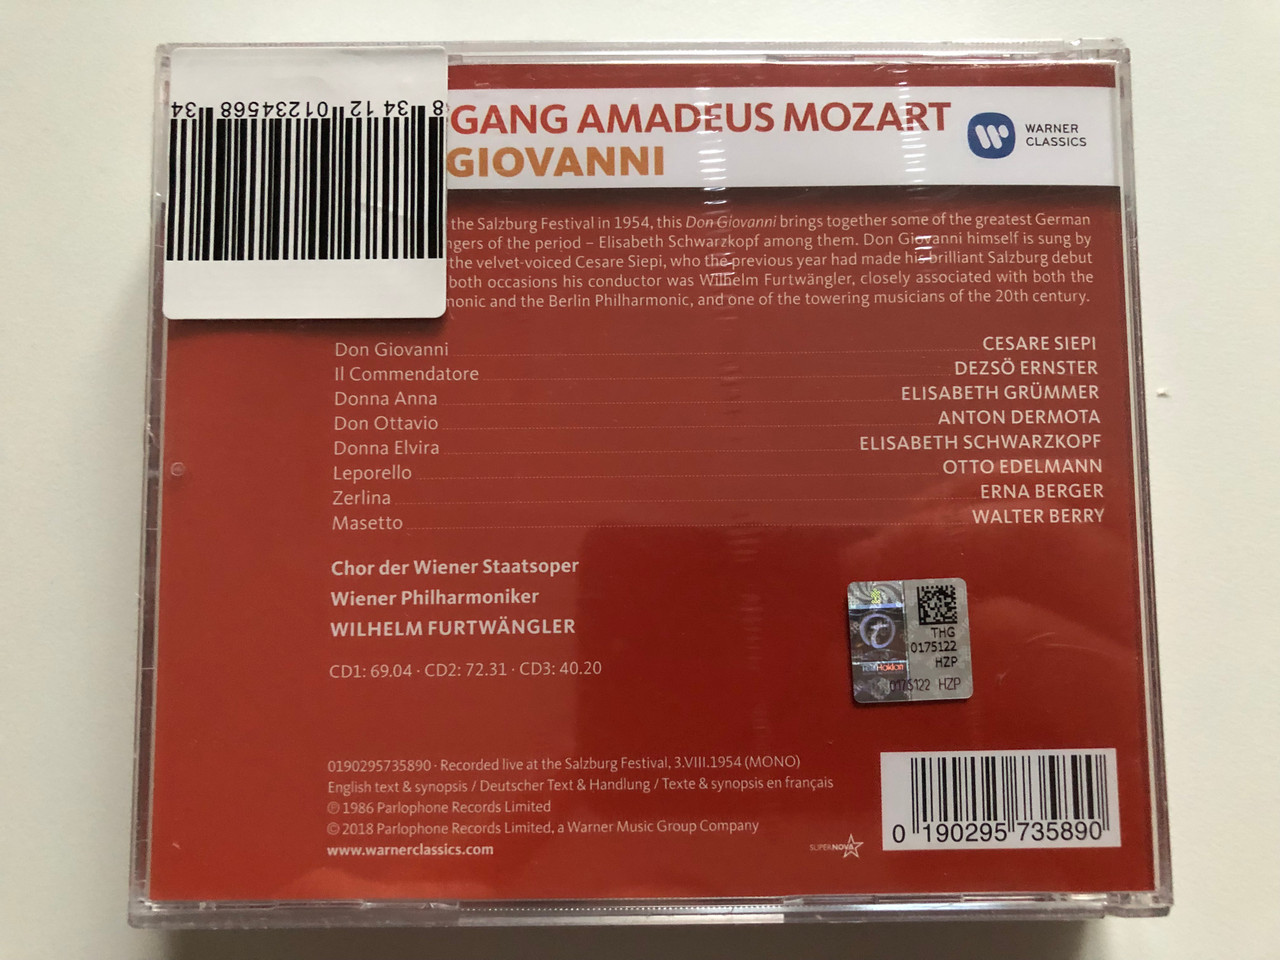 8 34 12 01234568 34
GANG AMADEUS MOZART
GIOVANNI
WARNER
CLASSICS
the Salzburg Festival in 1954, this Don Giovanni brings together some of the greatest German
ngers of the period – Elisabeth Schwarzkopf among them. Don Giovanni himself is sung by
the velvet-voiced Cesare Siepi, who the previous year had made his brilliant Salzburg debut
both occasions his conductor was Wilhelm Furtwängler, closely associated with both the
monic and the Berlin Philharmonic, and one of the towering musicians of the 20th century.
Don Giovanni CESARE SIEPI
Il Commendatore DEZSÖ ERNSTER
Donna Anna ELISABETH GRÜMMER
Don Ottavio ANTON DERMOTA
Donna Elvira ELISABETH SCHWARZKOPF
Leporello OTTO EDELMANN
Zerlina ERNA BERGER
Masetto WALTER BERRY
Chor der Wiener Staatsoper
Wiener Philharmoniker
WILHELM FURTWÄNGLER
CD1: 69.04 · CD2: 72.31 · CD3: 40.20
THG
0175122
HZP
0175122 HZP
0190295735890 · Recorded live at the Salzburg Festival, 3.VIII.1954 (MONO)
English text & synopsis / Deutscher Text & Handlung / Texte & synopsis en français
℗ 1986 Parlophone Records Limited
© 2018 Parlophone Records Limited, a Warner Music Group Company
www.warnerclassics.com
SUPERNOVA
0 190295 735890